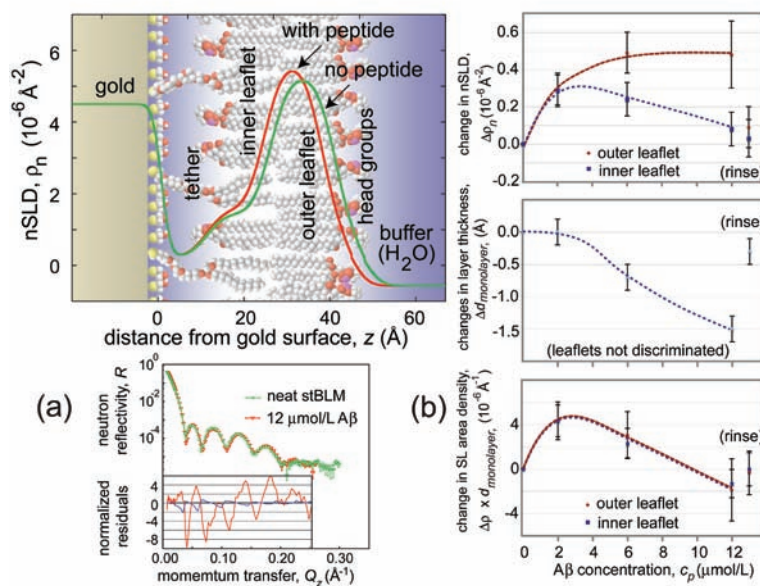 with peptide
no peptide
gold
inner leaflet
tether
outer leaflet
head groups
buffer
(H₂O)
nSLD, ρₙ (10⁻⁶ Å⁻²)
6
4
2
0
0
20
40
60
distance from gold surface, z (Å)
(a)
neutron
reflectivity, R
10⁰
10⁻²
10⁻⁴
neat stBLM
12 μmol/L Aβ
normalized
residuals
4
0
-4
-8
0.00
0.10
0.20
0.30
momemtum transfer, Q_z (Å⁻¹)
change in nSLD,
Δρₙ (10⁻⁶ Å⁻²)
0.6
0.4
0.2
0.0
-0.2
outer leaflet
inner leaflet
(rinse)
changes in layer thickness,
Δd_monolayer, (Å)
0.0
-0.5
-1.0
-1.5
(rinse)
(leaflets not discriminated)
(b)
change in SL area density,
Δρ x d_monolayer, (10⁻⁶ Å⁻¹)
4
0
-4
(rinse)
outer leaflet
inner leaflet
0
2
4
6
8
10
12
Aβ concentration, cₚ (μmol/L)